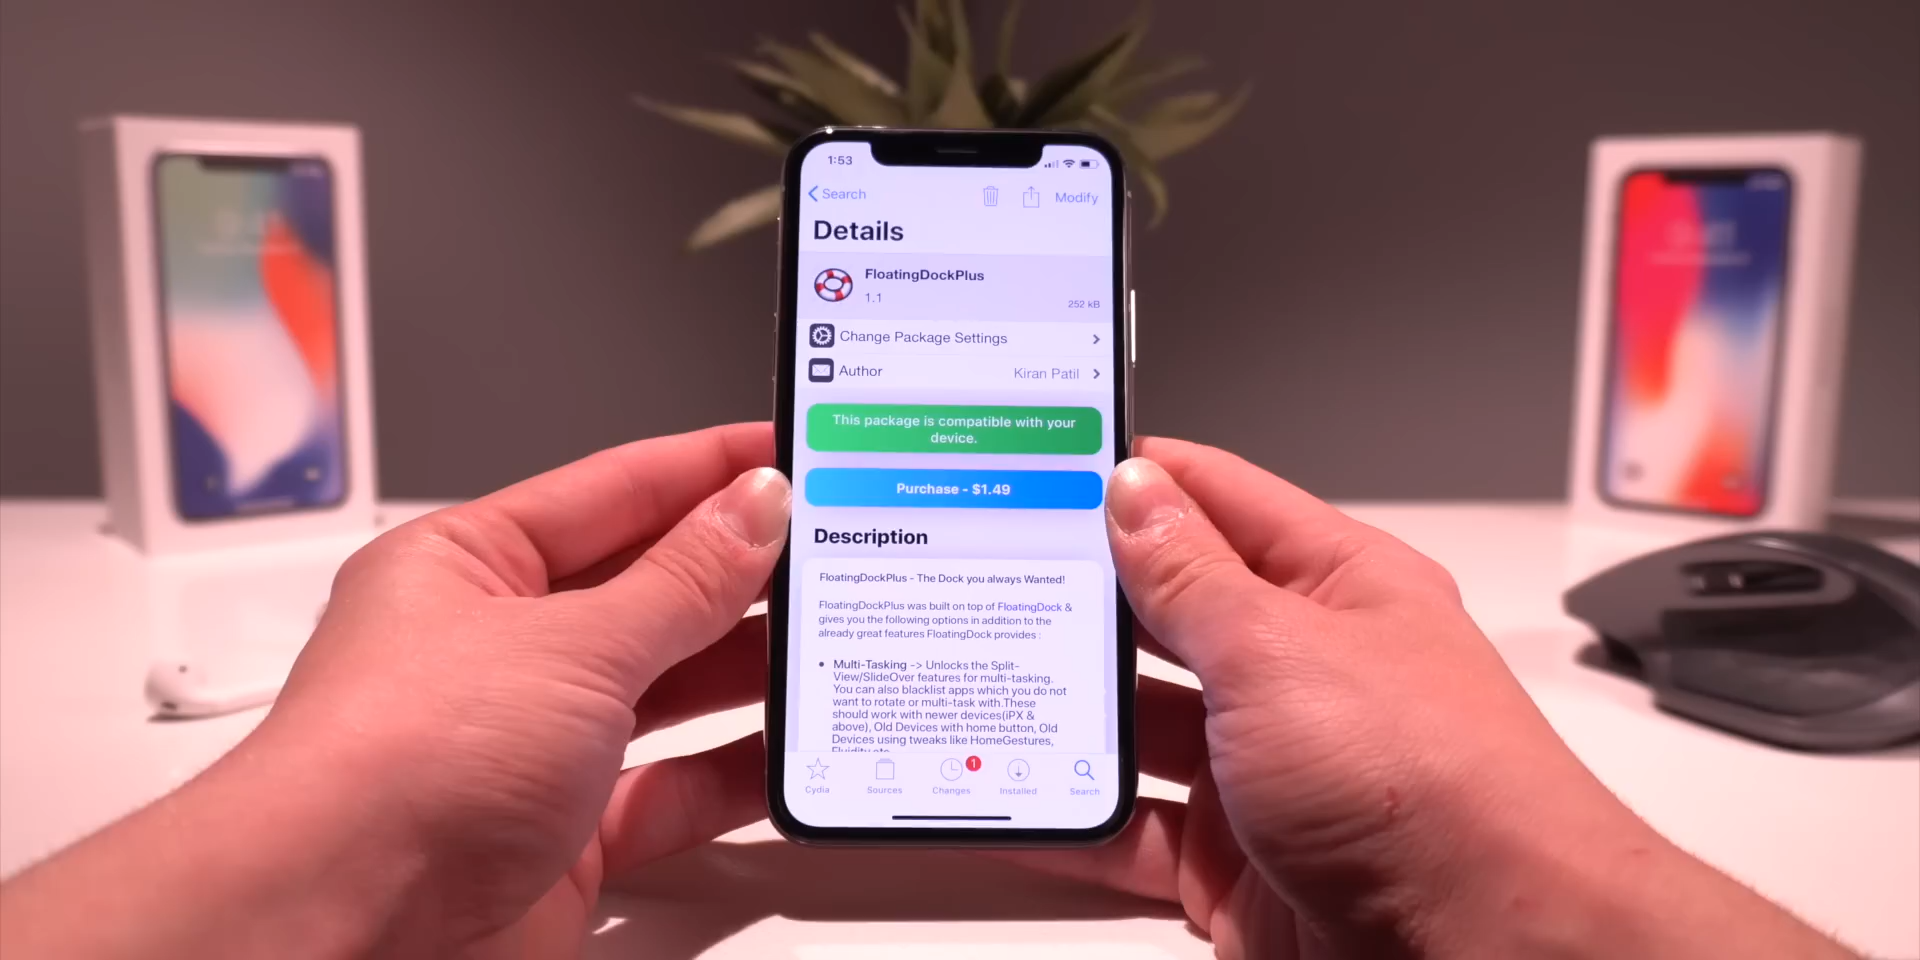 1:53
Search
Modify
Details
FloatingDockPlus
1.1
252 kB
Change Package Settings
Author
Kiran Patil
This package is compatible with your
device.
Purchase - $1.49
Description
FloatingDockPlus - The Dock you always Wanted!
FloatingDockPlus was built on top of FloatingDock &
gives you the following options in addition to the
already great features FloatingDock provides :
• Multi-Tasking -> Unlocks the Split-
View/SlideOver features for multi-tasking.
You can also blacklist apps which you do not
want to rotate or multi-task with.These
should work with newer devices(iPX &
above), Old Devices with home button, Old
Devices using tweaks like HomeGestures,
Cydia
Sources
Changes
1
Installed
Search